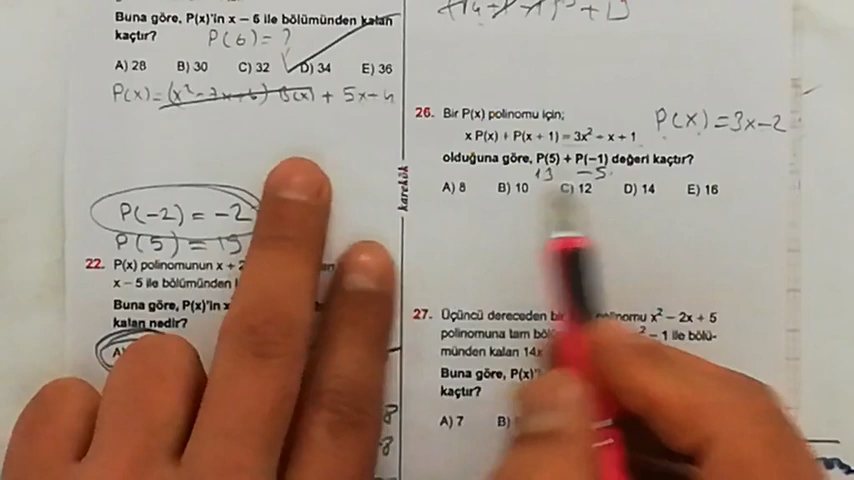 Buna göre, P(x)'in x – 6 ile bölümünden kalan
kaçtır? P(6) = ?
A) 28 B) 30 C) 32 D) 34 E) 36
P(x) = (x² - 7x + 6) B(x) + 5x + 4
P(-2) = -2
P(5) = 19
22. P(x) polinomunun x + 2
x – 5 ile bölümünden
Buna göre, P(x)'in x
kalan nedir?
A)
karekök
26. Bir P(x) polinomu için; P(x) = 3x - 2
x P(x) + P(x + 1) = 3x² + x + 1
olduğuna göre, P(5) + P(–1) değeri kaçtır?
13 -5
A) 8 B) 10 C) 12 D) 14 E) 16
27. Üçüncü dereceden bir polinomu x² – 2x + 5
polinomuna tam – 1 ile bölü-
münden kalan 14x
Buna göre, P(x)'
kaçtır?
A) 7 B)